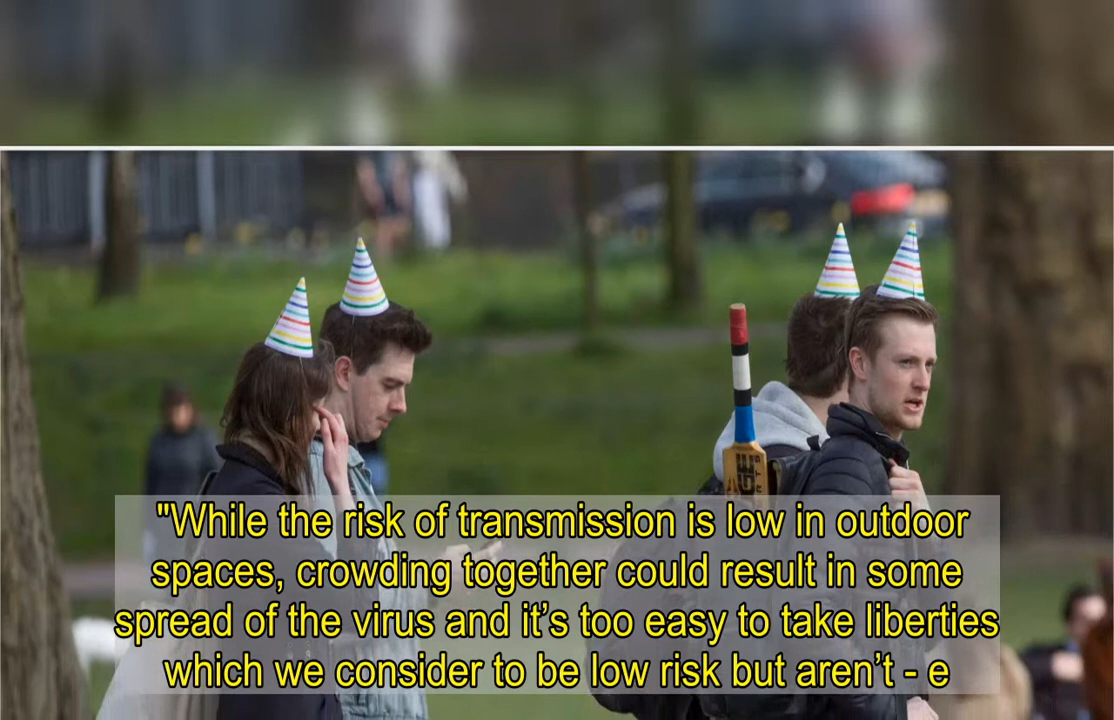 "While the risk of transmission is low in outdoor
spaces, crowding together could result in some
spread of the virus and it’s too easy to take liberties
which we consider to be low risk but aren’t - e